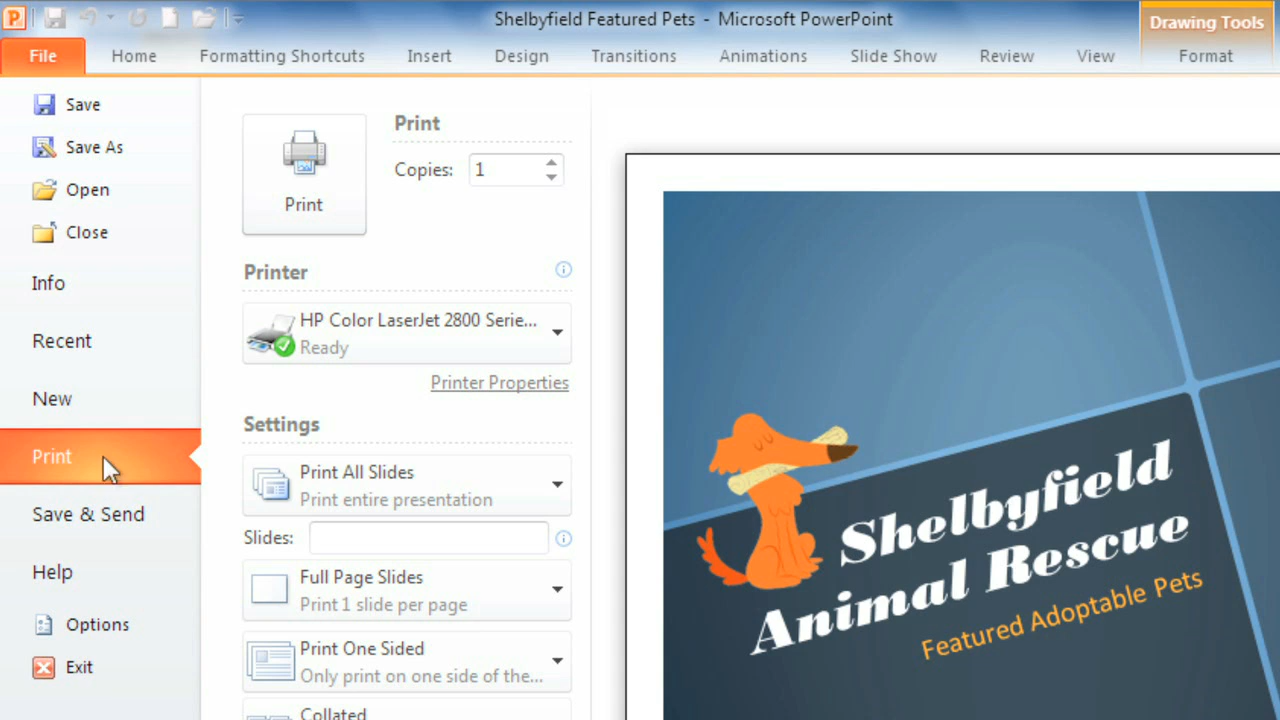 Shelbyfield Featured Pets - Microsoft PowerPoint
Drawing Tools
File Home Formatting Shortcuts Insert Design Transitions Animations Slide Show Review View Format
Save
Save As
Open
Close
Info
Recent
New
Print
Save & Send
Help
Options
Exit
Print
Print
Copies: 1
Printer
HP Color LaserJet 2800 Serie...
Ready
Printer Properties
Settings
Print All Slides
Print entire presentation
Slides:
Full Page Slides
Print 1 slide per page
Print One Sided
Only print on one side of the...
Collated
Shelbyfield
Animal Rescue
Featured Adoptable Pets